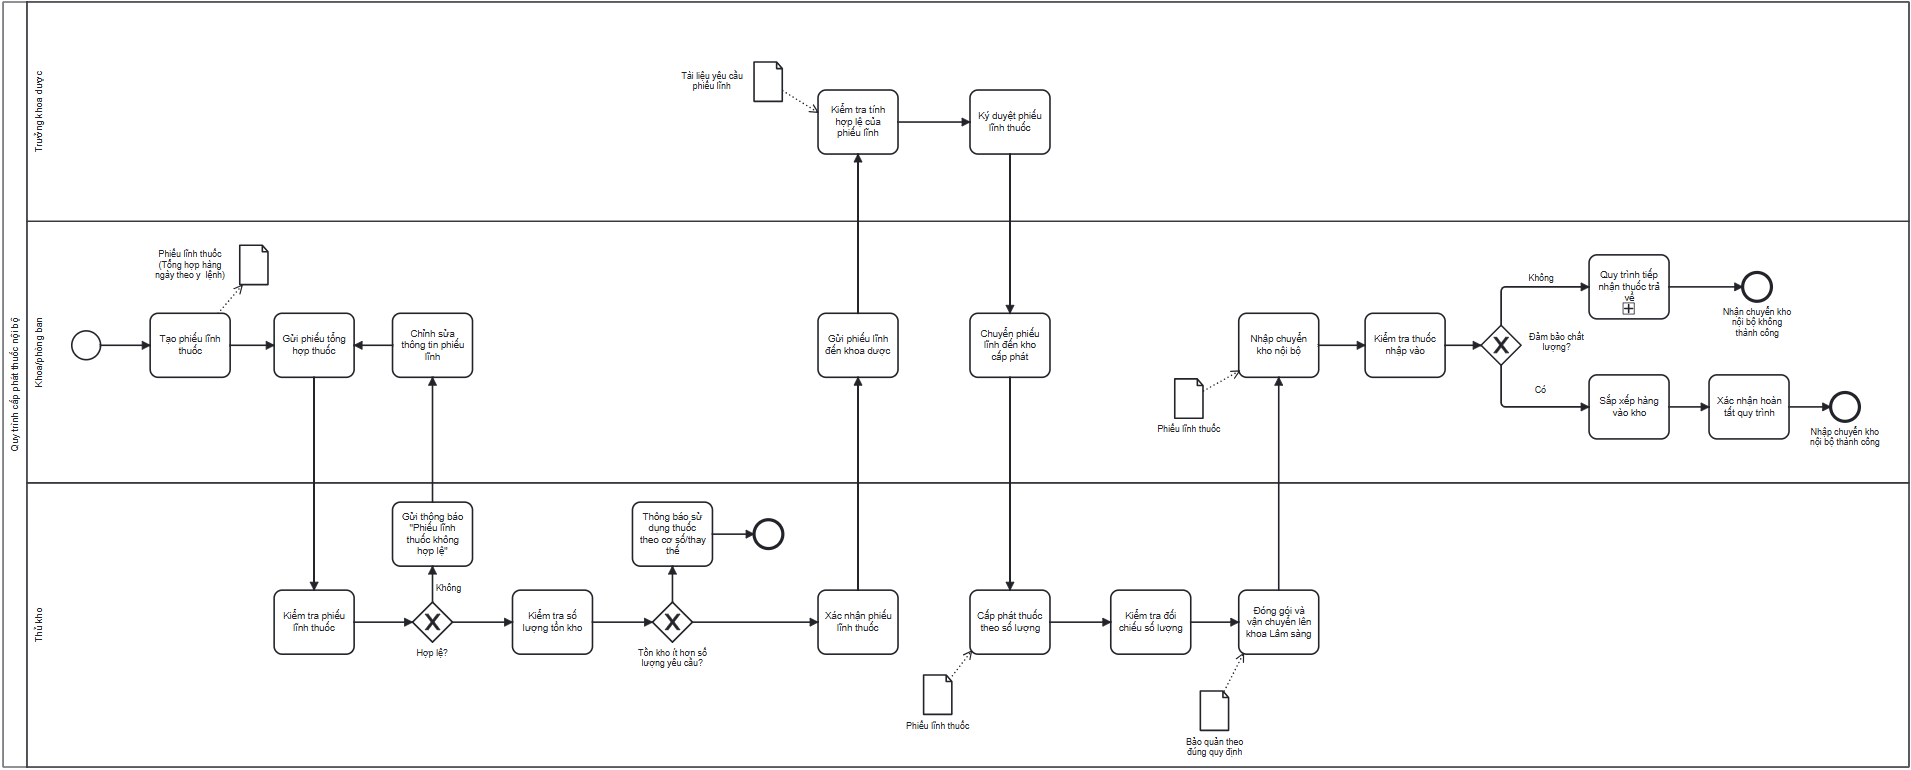 Quy trình cấp phát thuốc nội bộ
Trưởng khoa dược
Tài liệu yêu cầu
phiếu lĩnh
Kiểm tra tính
hợp lệ của
phiếu lĩnh
Ký duyệt phiếu
lĩnh thuốc
Khoa/phòng ban
Phiếu lĩnh thuốc
(Tổng hợp hàng
ngày theo y lệnh)
Tạo phiếu lĩnh
thuốc
Gửi phiếu tổng
hợp thuốc
Chỉnh sửa
thông tin phiếu
lĩnh
Gửi phiếu lĩnh
đến khoa dược
Chuyển phiếu
lĩnh đến kho
cấp phát
Phiếu lĩnh thuốc
Nhập chuyển
kho nội bộ
Kiểm tra thuốc
nhập vào
Đảm bảo chất
lượng?
Không
Quy trình tiếp
nhận thuốc trả
về
Nhận chuyển kho
nội bộ không
thành công
Có
Sắp xếp hàng
vào kho
Xác nhận hoàn
tất quy trình
Nhập chuyển kho
nội bộ thành công
Thủ kho
Gửi thông báo
"Phiếu lĩnh
thuốc không
hợp lệ"
Không
Kiểm tra phiếu
lĩnh thuốc
Hợp lệ?
Kiểm tra số
lượng tồn kho
Thông báo sử
dụng thuốc
theo cơ số/thay
thế
Tồn kho ít hơn số
lượng yêu cầu?
Xác nhận phiếu
lĩnh thuốc
Cấp phát thuốc
theo số lượng
Phiếu lĩnh thuốc
Kiểm tra đối
chiếu số lượng
Đóng gói và
vận chuyển lên
khoa Lâm sàng
Bảo quản theo
đúng quy định